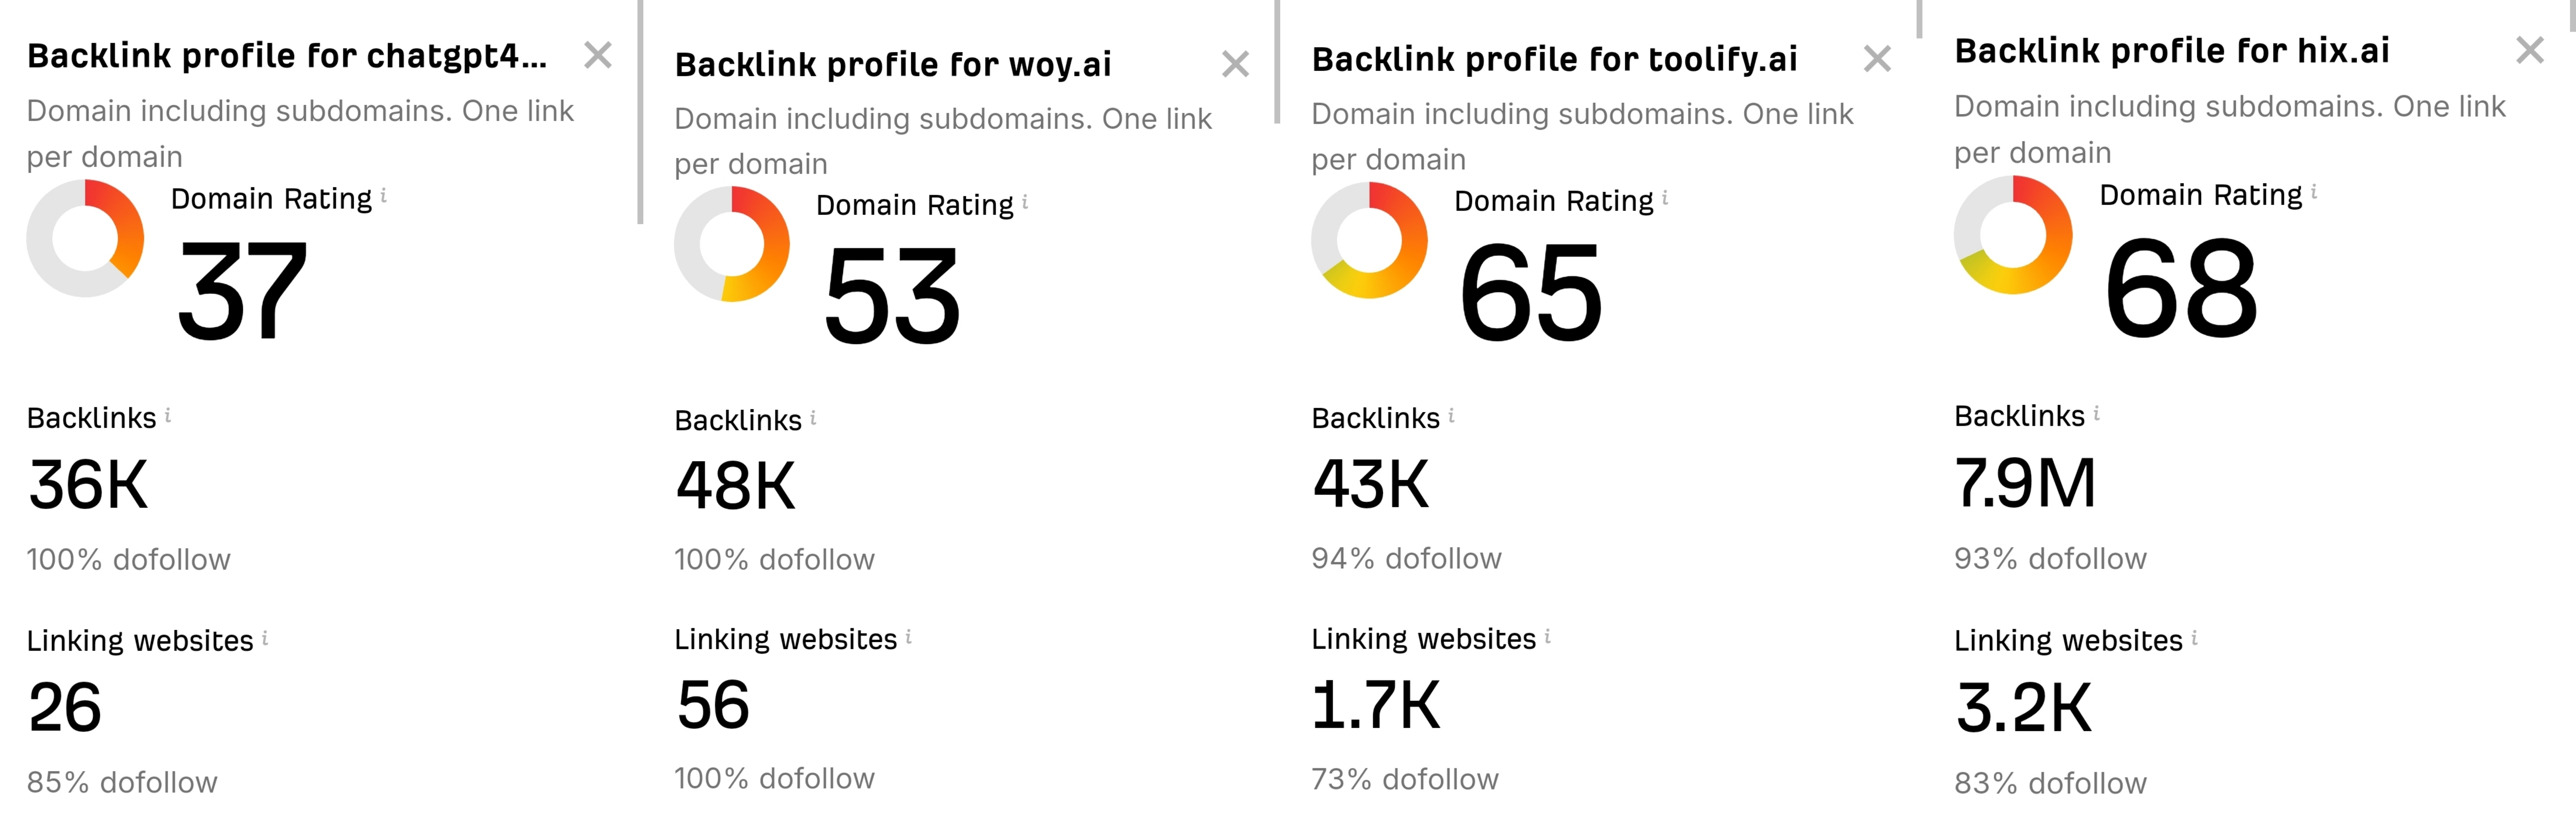 Backlink profile for chatgpt4...
Domain including subdomains. One link
per domain
Domain Rating i
37
Backlinks i
36K
100% dofollow
Linking websites i
26
85% dofollow
Backlink profile for woy.ai
Domain including subdomains. One link
per domain
Domain Rating i
53
Backlinks i
48K
100% dofollow
Linking websites i
56
100% dofollow
Backlink profile for toolify.ai
Domain including subdomains. One link
per domain
Domain Rating i
65
Backlinks i
43K
94% dofollow
Linking websites i
1.7K
73% dofollow
Backlink profile for hix.ai
Domain including subdomains. One link
per domain
Domain Rating i
68
Backlinks i
7.9M
93% dofollow
Linking websites i
3.2K
83% dofollow